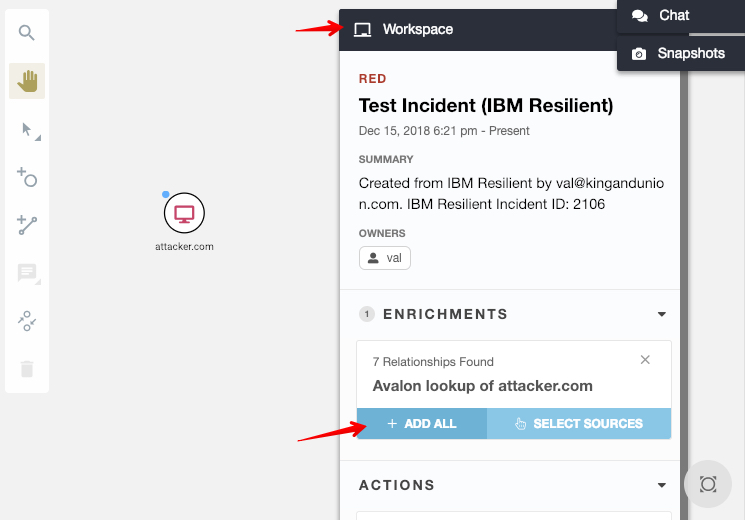 Chat
Workspace
Snapshots
RED
Test Incident (IBM Resilient)
Dec 15, 2018 6:21 pm - Present
SUMMARY
Created from IBM Resilient by val@kingandunio
n.com. IBM Resilient Incident ID: 2106
OWNERS
val
attacker.com
1 ENRICHMENTS
7 Relationships Found
Avalon lookup of attacker.com
+ ADD ALL
SELECT SOURCES
ACTIONS